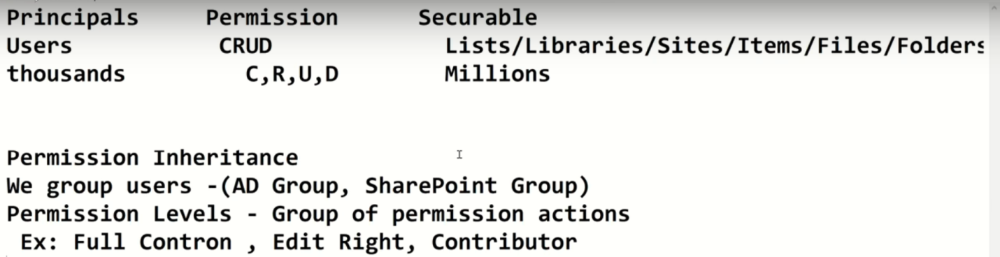 Principals Permission Securable
Users CRUD Lists/Libraries/Sites/Items/Files/Folders
thousands C,R,U,D Millions
Permission Inheritance
We group users -(AD Group, SharePoint Group)
Permission Levels - Group of permission actions
Ex: Full Contron , Edit Right, Contributor